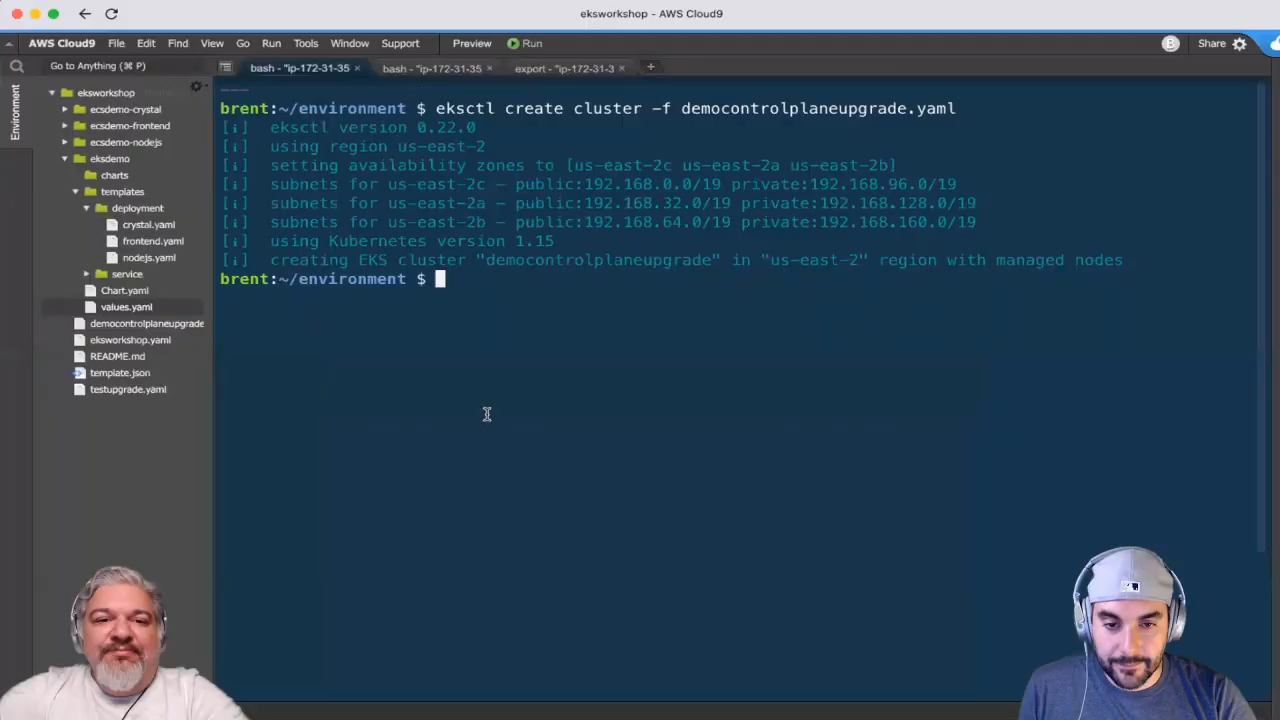 eksworkshop - AWS Cloud9
AWS Cloud9 File Edit Find View Go Run Tools Window Support Preview Run B Share
Go to Anything (⌘ P)
bash - "ip-172-31-35 × bash - "ip-172-31-35 × export - "ip-172-31-3 ×
Environment
eksworkshop
ecsdemo-crystal
ecsdemo-frontend
ecsdemo-nodejs
eksdemo
charts
templates
deployment
crystal.yaml
frontend.yaml
nodejs.yaml
service
Chart.yaml
values.yaml
democontrolplaneupgrade
eksworkshop.yaml
README.md
template.json
testupgrade.yaml
brent:~/environment $ eksctl create cluster -f democontrolplaneupgrade.yaml
[ℹ]  eksctl version 0.22.0
[ℹ]  using region us-east-2
[ℹ]  setting availability zones to [us-east-2c us-east-2a us-east-2b]
[ℹ]  subnets for us-east-2c - public:192.168.0.0/19 private:192.168.96.0/19
[ℹ]  subnets for us-east-2a - public:192.168.32.0/19 private:192.168.128.0/19
[ℹ]  subnets for us-east-2b - public:192.168.64.0/19 private:192.168.160.0/19
[ℹ]  using Kubernetes version 1.15
[ℹ]  creating EKS cluster "democontrolplaneupgrade" in "us-east-2" region with managed nodes
brent:~/environment $